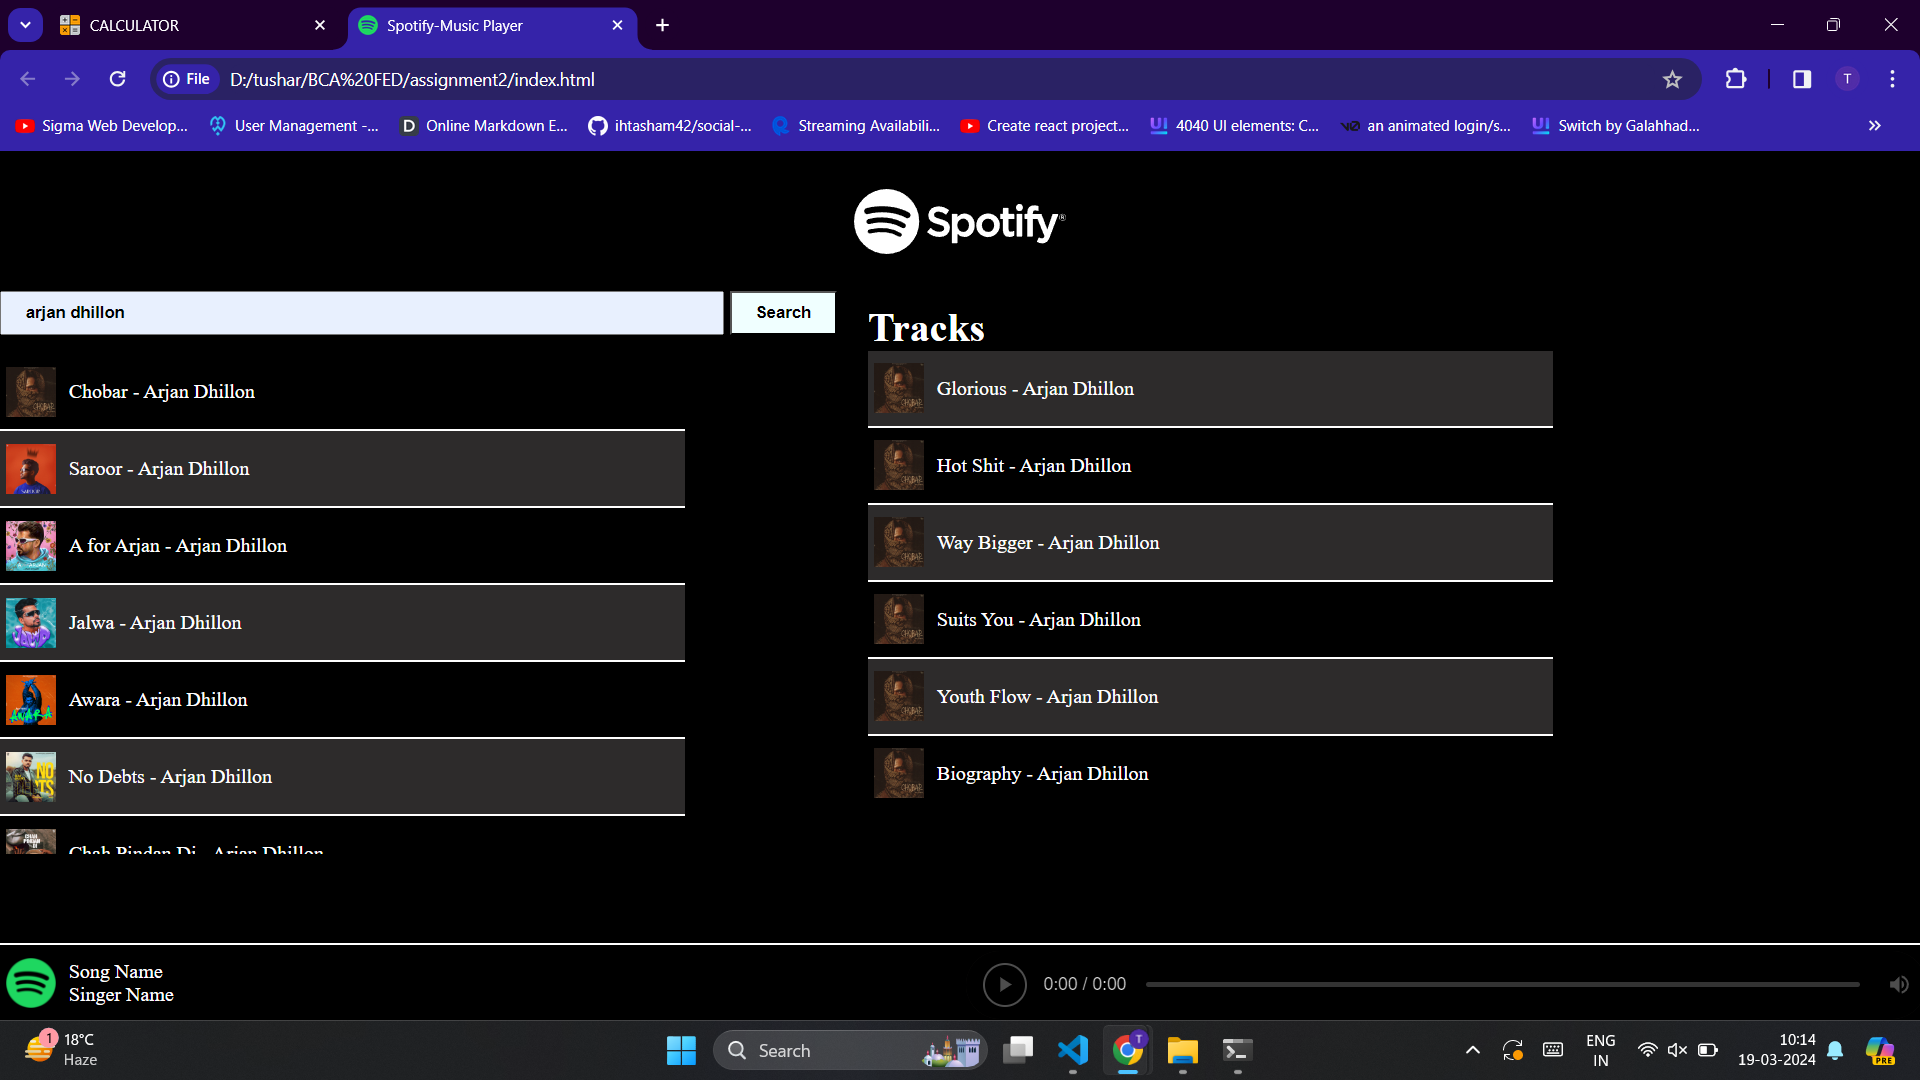 CALCULATOR
Spotify-Music Player
File
D:/tushar/BCA%20FED/assignment2/index.html
T
Sigma Web Develop...
User Management -...
Online Markdown E...
ihtasham42/social-...
Streaming Availabili...
Create react project...
4040 UI elements: C...
an animated login/s...
Switch by Galahhad...
Spotify®
arjan dhillon
Search
Chobar - Arjan Dhillon
Saroor - Arjan Dhillon
A for Arjan - Arjan Dhillon
Jalwa - Arjan Dhillon
Awara - Arjan Dhillon
No Debts - Arjan Dhillon
Chah Pindan Di - Arjan Dhillon
Tracks
Glorious - Arjan Dhillon
Hot Shit - Arjan Dhillon
Way Bigger - Arjan Dhillon
Suits You - Arjan Dhillon
Youth Flow - Arjan Dhillon
Biography - Arjan Dhillon
Song Name
Singer Name
0:00 / 0:00
1
18°C
Haze
Search
T
ENG
IN
10:14
19-03-2024
PRE